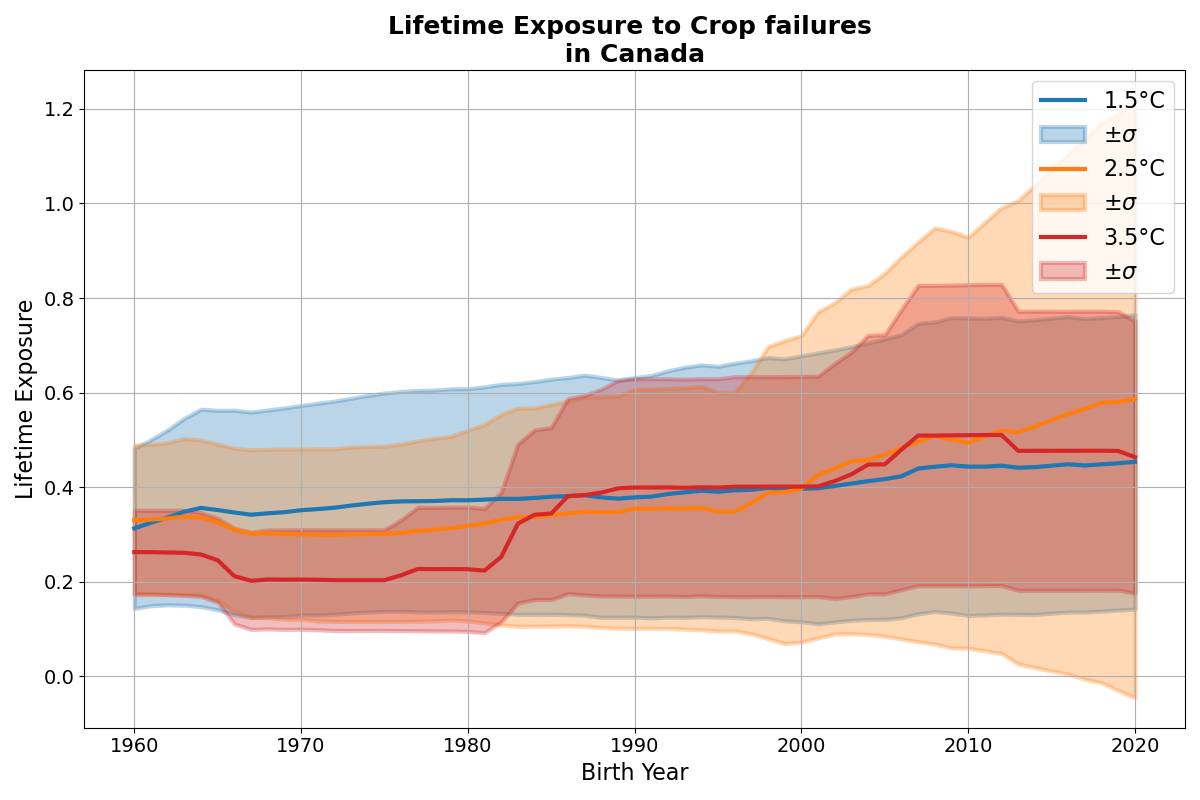 Lifetime Exposure to Crop failures
in Canada
1.5°C
±σ
2.5°C
±σ
3.5°C
±σ
Lifetime Exposure
1.2
1.0
0.8
0.6
0.4
0.2
0.0
1960
1970
1980
1990
2000
2010
2020
Birth Year